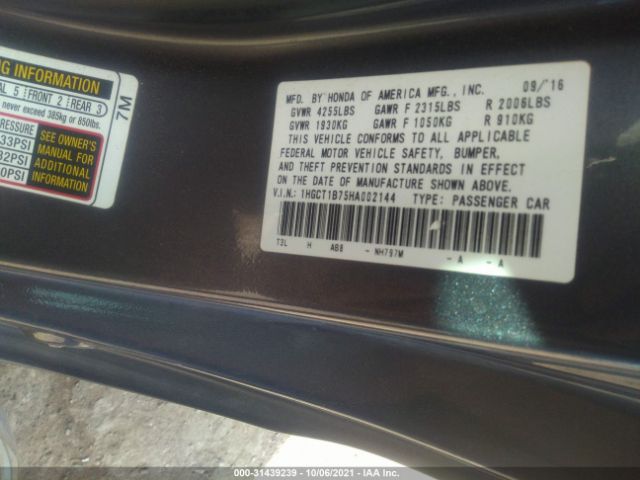 NG INFORMATION
AL 5 FRONT 2 REAR 3
never exceed 385kg or 850lbs.
PRESSURE
33PSI
32PSI
0PSI
SEE OWNER'S
MANUAL FOR
ADDITIONAL
INFORMATION
7M
MFD. BY HONDA OF AMERICA MFG., INC. 09/'16
GVWR 4255LBS GAWR F 2315LBS R 2006LBS
GVWR 1930KG GAWR F 1050KG R 910KG
THIS VEHICLE CONFORMS TO ALL APPLICABLE
FEDERAL MOTOR VEHICLE SAFETY, BUMPER,
AND THEFT PREVENTION STANDARDS IN EFFECT
ON THE DATE OF MANUFACTURE SHOWN ABOVE.
V.I.N.: 1HGCT1B75HA002144 TYPE: PASSENGER CAR
T3L H AB8 - NH797M - A - A
000-31439239 - 10/06/2021 - IAA Inc.